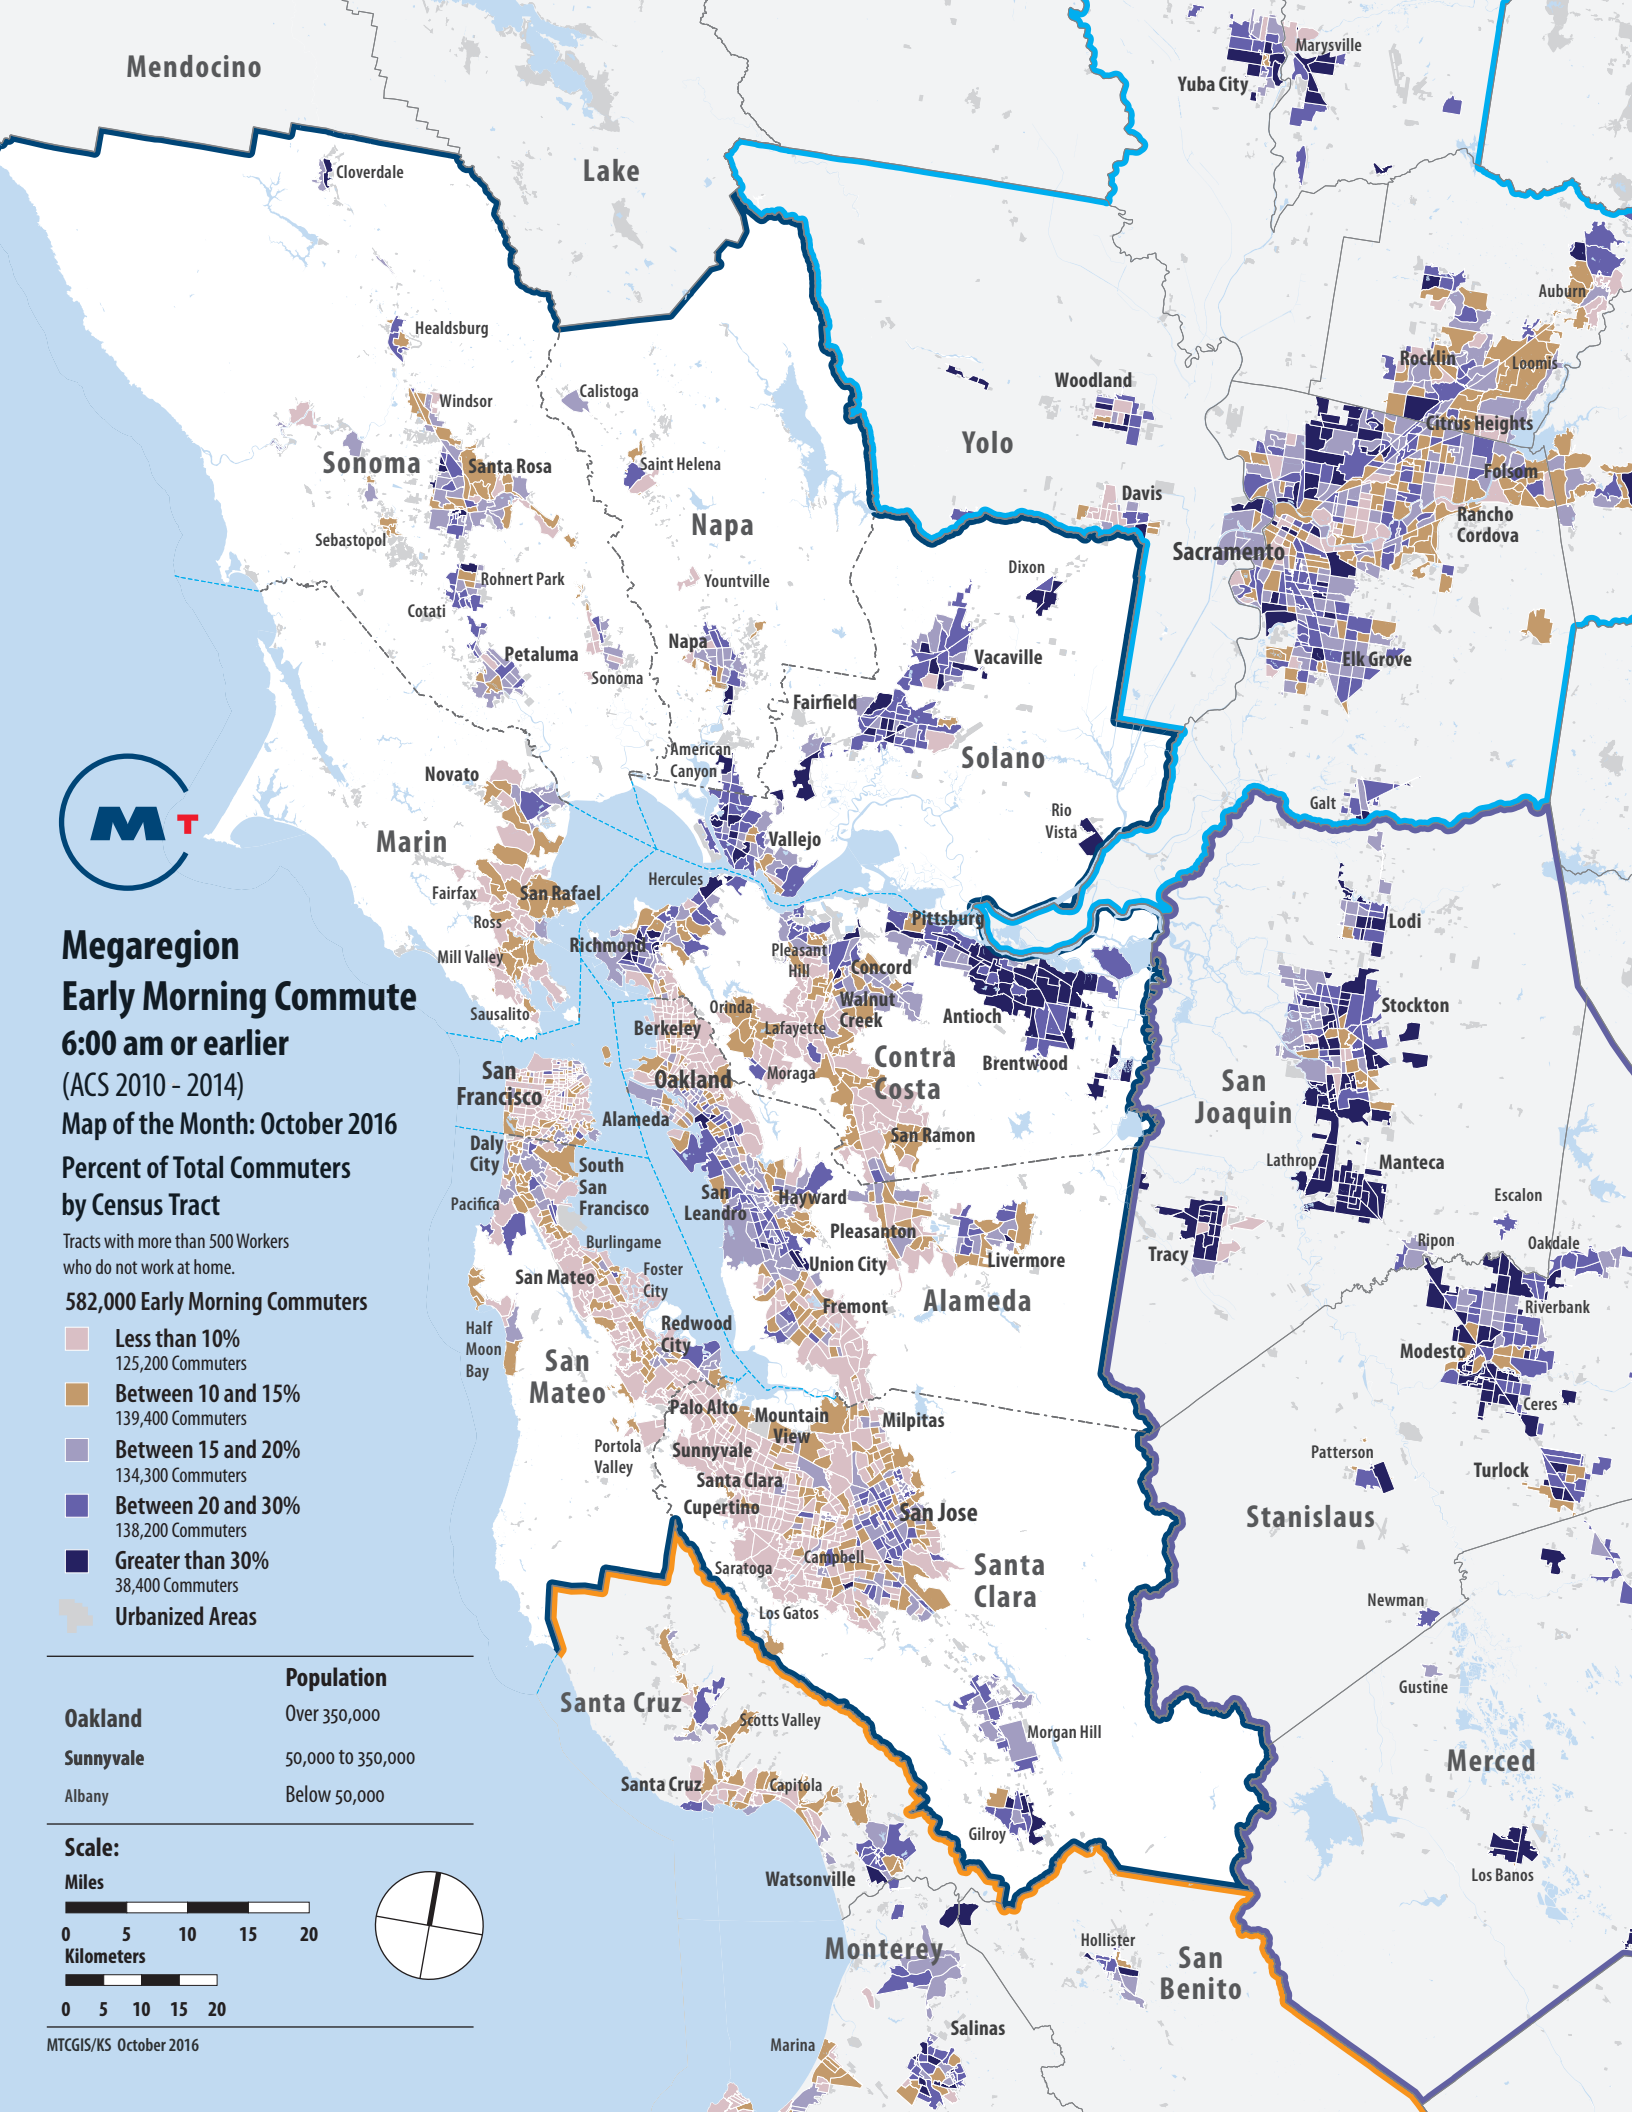 Mendocino
Marysville
Yuba City
Cloverdale
Lake
Auburn
Healdsburg
Rocklin
Loomis
Woodland
Calistoga
Windsor
Citrus Heights
Yolo
Sonoma
Santa Rosa
Saint Helena
Folsom
Davis
Napa
Rancho
Cordova
Sebastopol
Sacramento
Dixon
Rohnert Park
Yountville
Cotati
Napa
Petaluma
Vacaville
Elk Grove
Sonoma
Fairfield
American
Canyon
Solano
Novato
Galt
Rio
Vista
Marin
Vallejo
MT
Hercules
Fairfax
San Rafael
Ross
Pittsburg
Lodi
Richmond
Pleasant
Hill
Mill Valley
Concord
Megaregion
Early Morning Commute
6:00 am or earlier
(ACS 2010 - 2014)
Map of the Month: October 2016
Percent of Total Commuters
by Census Tract
Tracts with more than 500 Workers
who do not work at home.
582,000 Early Morning Commuters
Less than 10%
125,200 Commuters
Between 10 and 15%
139,400 Commuters
Between 15 and 20%
134,300 Commuters
Between 20 and 30%
138,200 Commuters
Greater than 30%
38,400 Commuters
Urbanized Areas
Walnut
Creek
Sausalito
Orinda
Antioch
Stockton
Berkeley
Lafayette
Contra
Costa
Brentwood
San
Francisco
Oakland
Moraga
San
Joaquin
Alameda
San Ramon
Daly
City
South
San
Francisco
Lathrop
Manteca
Pacifica
San
Leandro
Hayward
Escalon
Pleasanton
Burlingame
Tracy
Ripon
Oakdale
Livermore
Union City
San Mateo
Foster
City
Alameda
Fremont
Riverbank
Half
Moon
Bay
Redwood
City
San
Mateo
Modesto
Palo Alto
Mountain
View
Milpitas
Ceres
Portola
Valley
Sunnyvale
Patterson
Turlock
Santa Clara
Cupertino
San Jose
Stanislaus
Campbell
Saratoga
Santa
Clara
Los Gatos
Newman
Gustine
Santa Cruz
Scotts Valley
Morgan Hill
Merced
Santa Cruz
Capitola
Gilroy
Watsonville
Los Banos
Monterey
Hollister
San
Benito
Salinas
Marina
Population
Oakland Over 350,000
Sunnyvale 50,000 to 350,000
Albany Below 50,000
Scale:
Miles
0 5 10 15 20
Kilometers
0 5 10 15 20
MTCGIS/KS October 2016